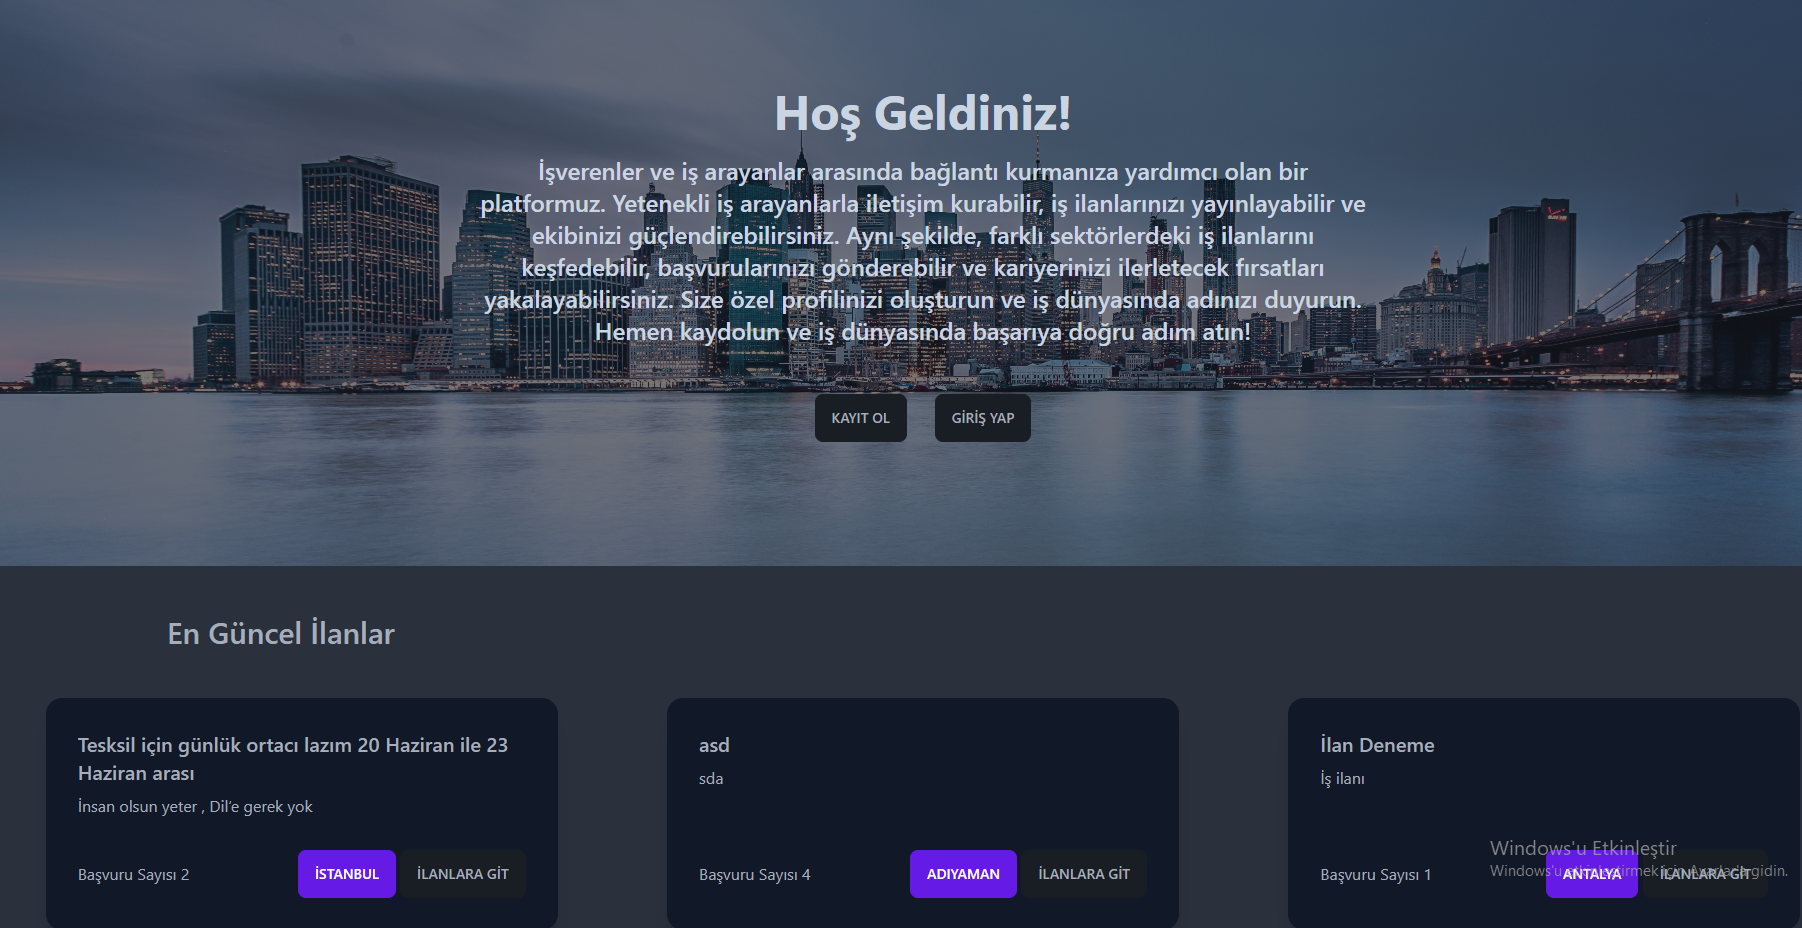 Hoş Geldiniz!
İşverenler ve iş arayanlar arasında bağlantı kurmanıza yardımcı olan bir
platformuz. Yetenekli iş arayanlarla iletişim kurabilir, iş ilanlarınızı yayınlayabilir ve
ekibinizi güçlendirebilirsiniz. Aynı şekilde, farklı sektörlerdeki iş ilanlarını
keşfedebilir, başvurularınızı gönderebilir ve kariyerinizi ilerletecek fırsatları
yakalayabilirsiniz. Size özel profilinizi oluşturun ve iş dünyasında adınızı duyurun.
Hemen kaydolun ve iş dünyasında başarıya doğru adım atın!
KAYIT OL
GİRİŞ YAP
En Güncel İlanlar
Tesksil için günlük ortacı lazım 20 Haziran ile 23
Haziran arası
İnsan olsun yeter , Dil'e gerek yok
Başvuru Sayısı 2
İSTANBUL
İLANLARA GİT
asd
sda
Başvuru Sayısı 4
ADIYAMAN
İLANLARA GİT
İlan Deneme
İş ilanı
Başvuru Sayısı 1
ANTALYA
İLANLARA GİT
Windows'u Etkinleştir
Windows'u etkinleştirmek için Ayarlar'a gidin.